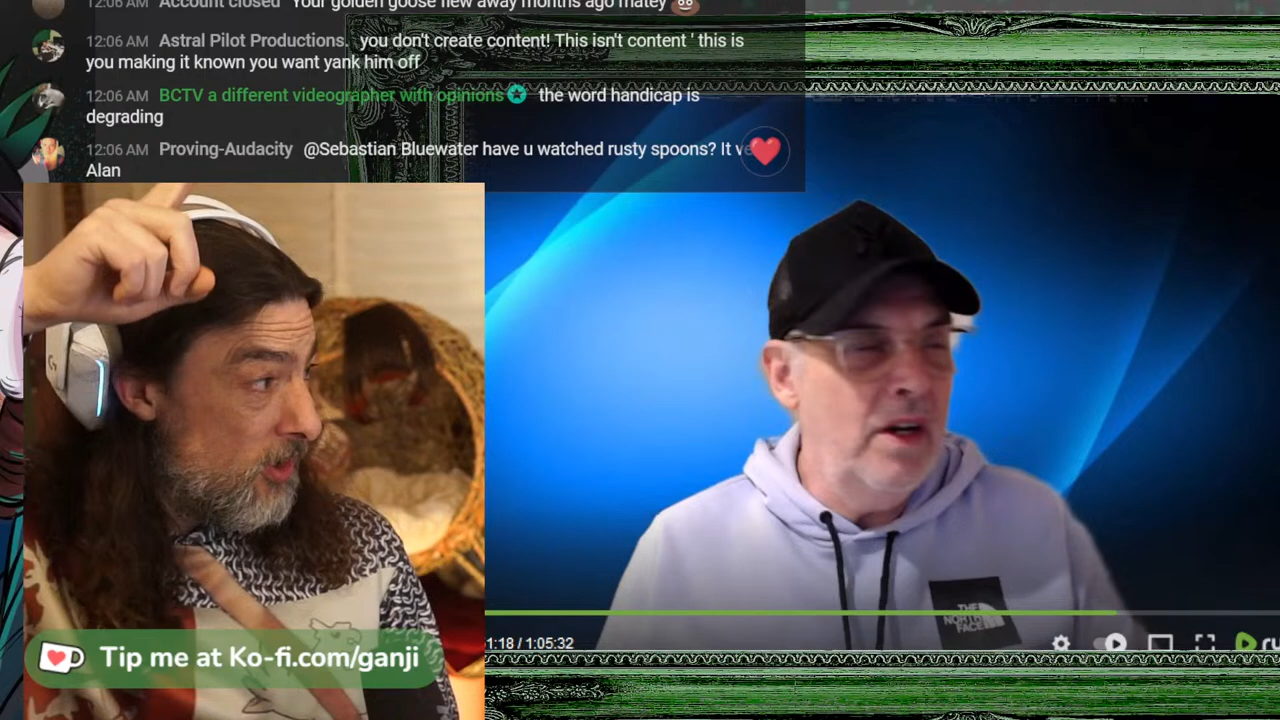 12:06 AM Account closed Your golden goose flew away months ago matey
12:06 AM Astral Pilot Productions. you don't create content! This isn't content ' this is
you making it known you want yank him off
12:06 AM BCTV a different videographer with opinions the word handicap is
degrading
12:06 AM Proving-Audacity @Sebastian Bluewater have u watched rusty spoons? It
Alan
THE
NORTH
FACE
Tip me at Ko-fi.com/ganji
1:18 / 1:05:32